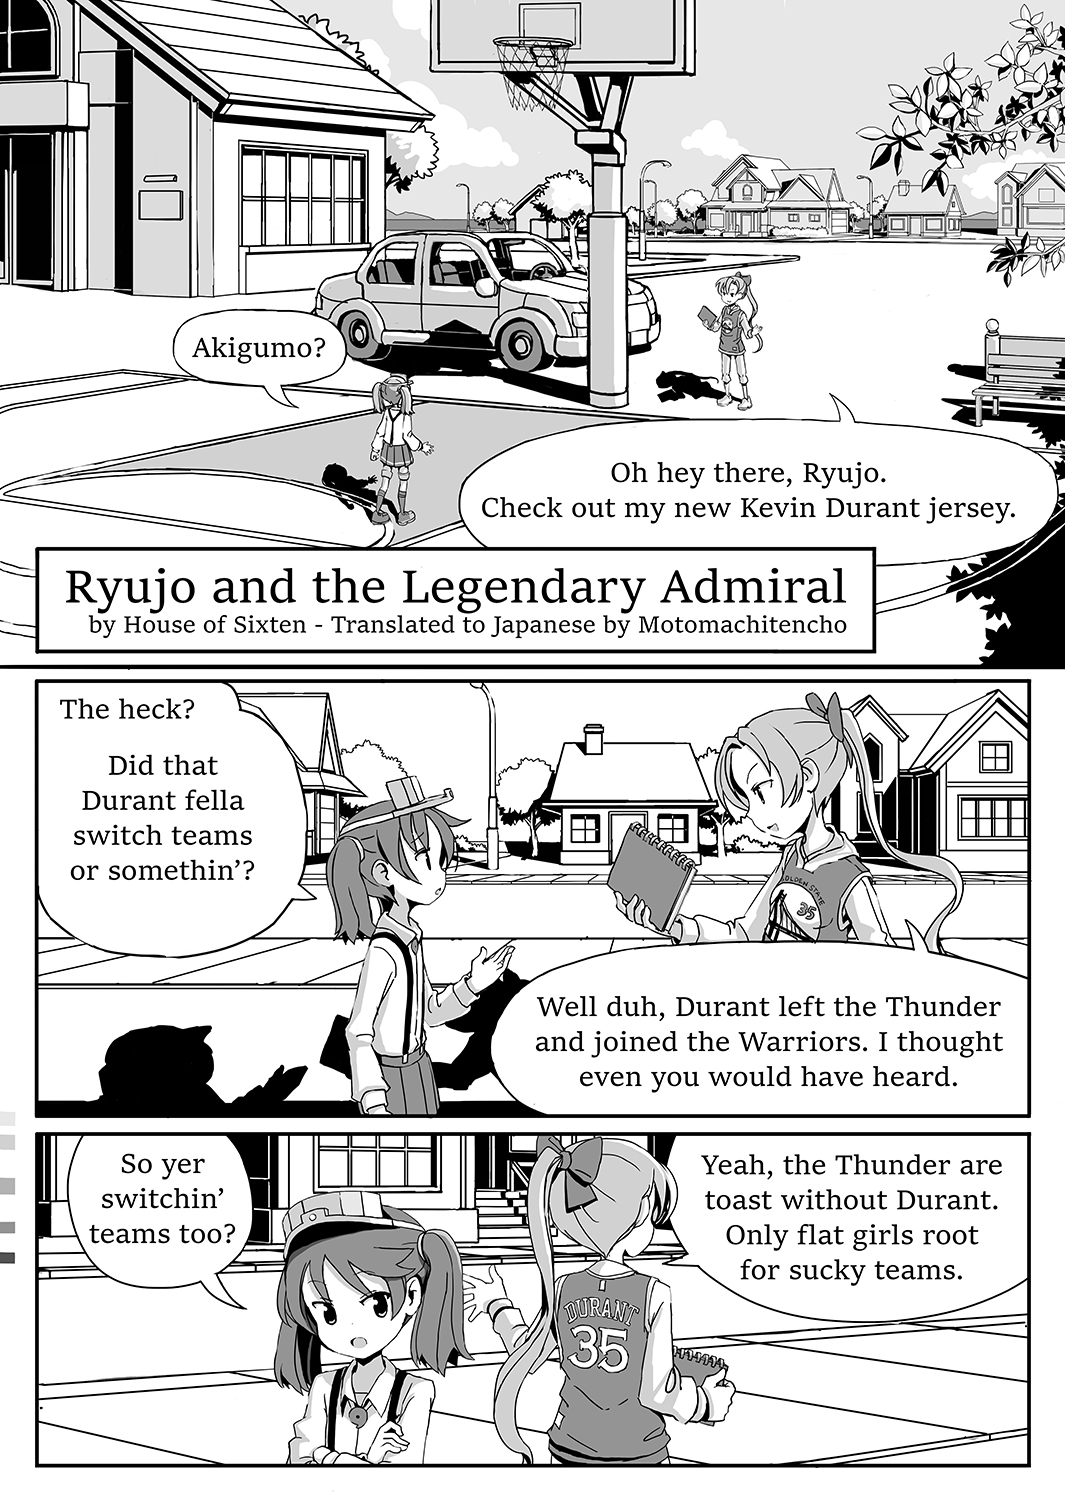 Akigumo?
Oh hey there, Ryujo.
Check out my new Kevin Durant jersey.
Ryujo and the Legendary Admiral
by House of Sixten - Translated to Japanese by Motomachitencho
The heck?
Did that
Durant fella
switch teams
or somethin'?
GOLDEN STATE
35
Well duh, Durant left the Thunder
and joined the Warriors. I thought
even you would have heard.
So yer
switchin'
teams too?
Yeah, the Thunder are
toast without Durant.
Only flat girls root
for sucky teams.
DURANT
35